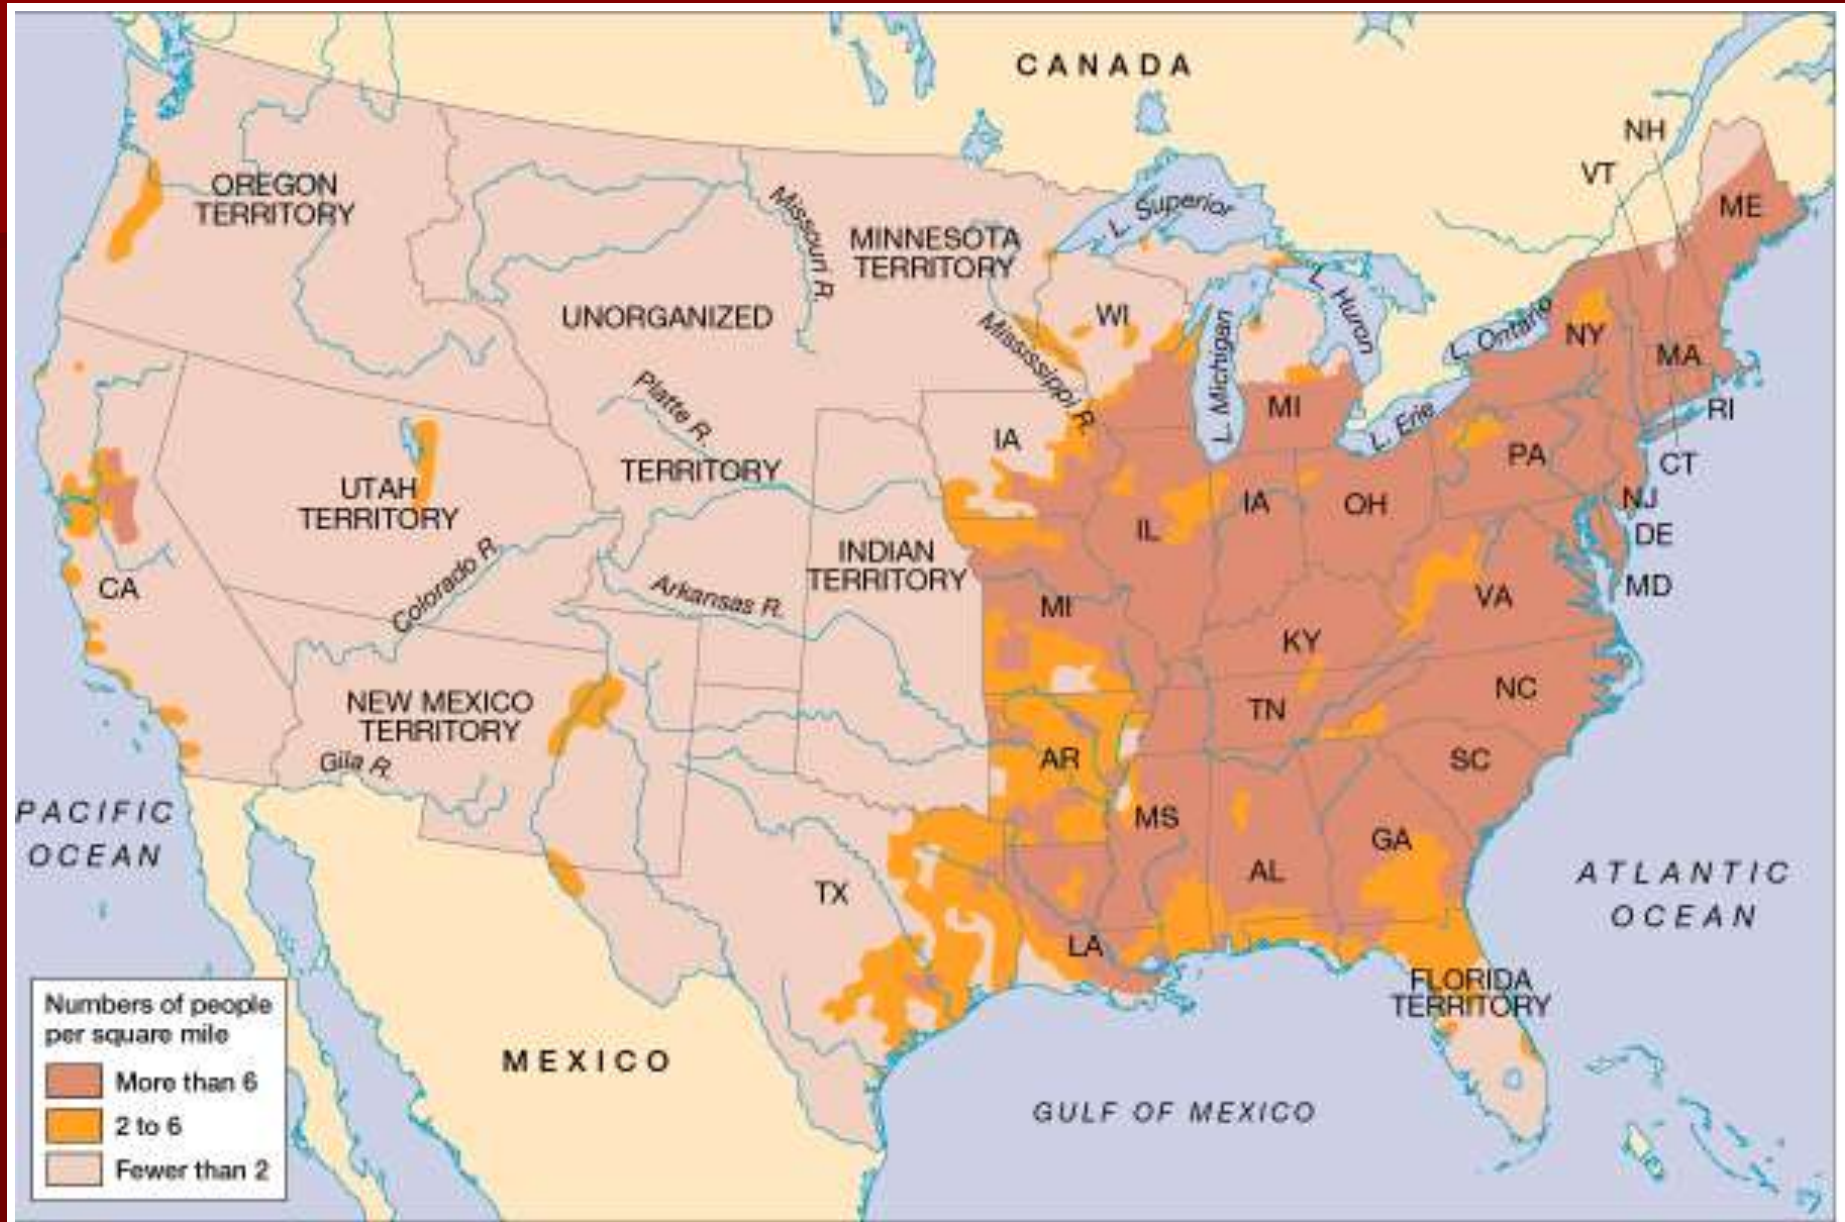 CANADA
NH
VT
ME
OREGON
TERRITORY
Missouri R.
MINNESOTA
TERRITORY
L. Superior
UNORGANIZED
WI
Mississippi R.
L. Michigan
L. Huron
L. Ontario
NY
MA
RI
Platte R.
IA
MI
L. Erie
PA
CT
TERRITORY
UTAH
TERRITORY
IL
IA
OH
NJ
DE
INDIAN
TERRITORY
Colorado R.
Arkansas R.
CA
MI
VA
MD
KY
NEW MEXICO
TERRITORY
TN
NC
Gila R.
AR
SC
PACIFIC
OCEAN
MS
GA
TX
AL
ATLANTIC
OCEAN
LA
FLORIDA
TERRITORY
MEXICO
GULF OF MEXICO
Numbers of people
per square mile
More than 6
2 to 6
Fewer than 2